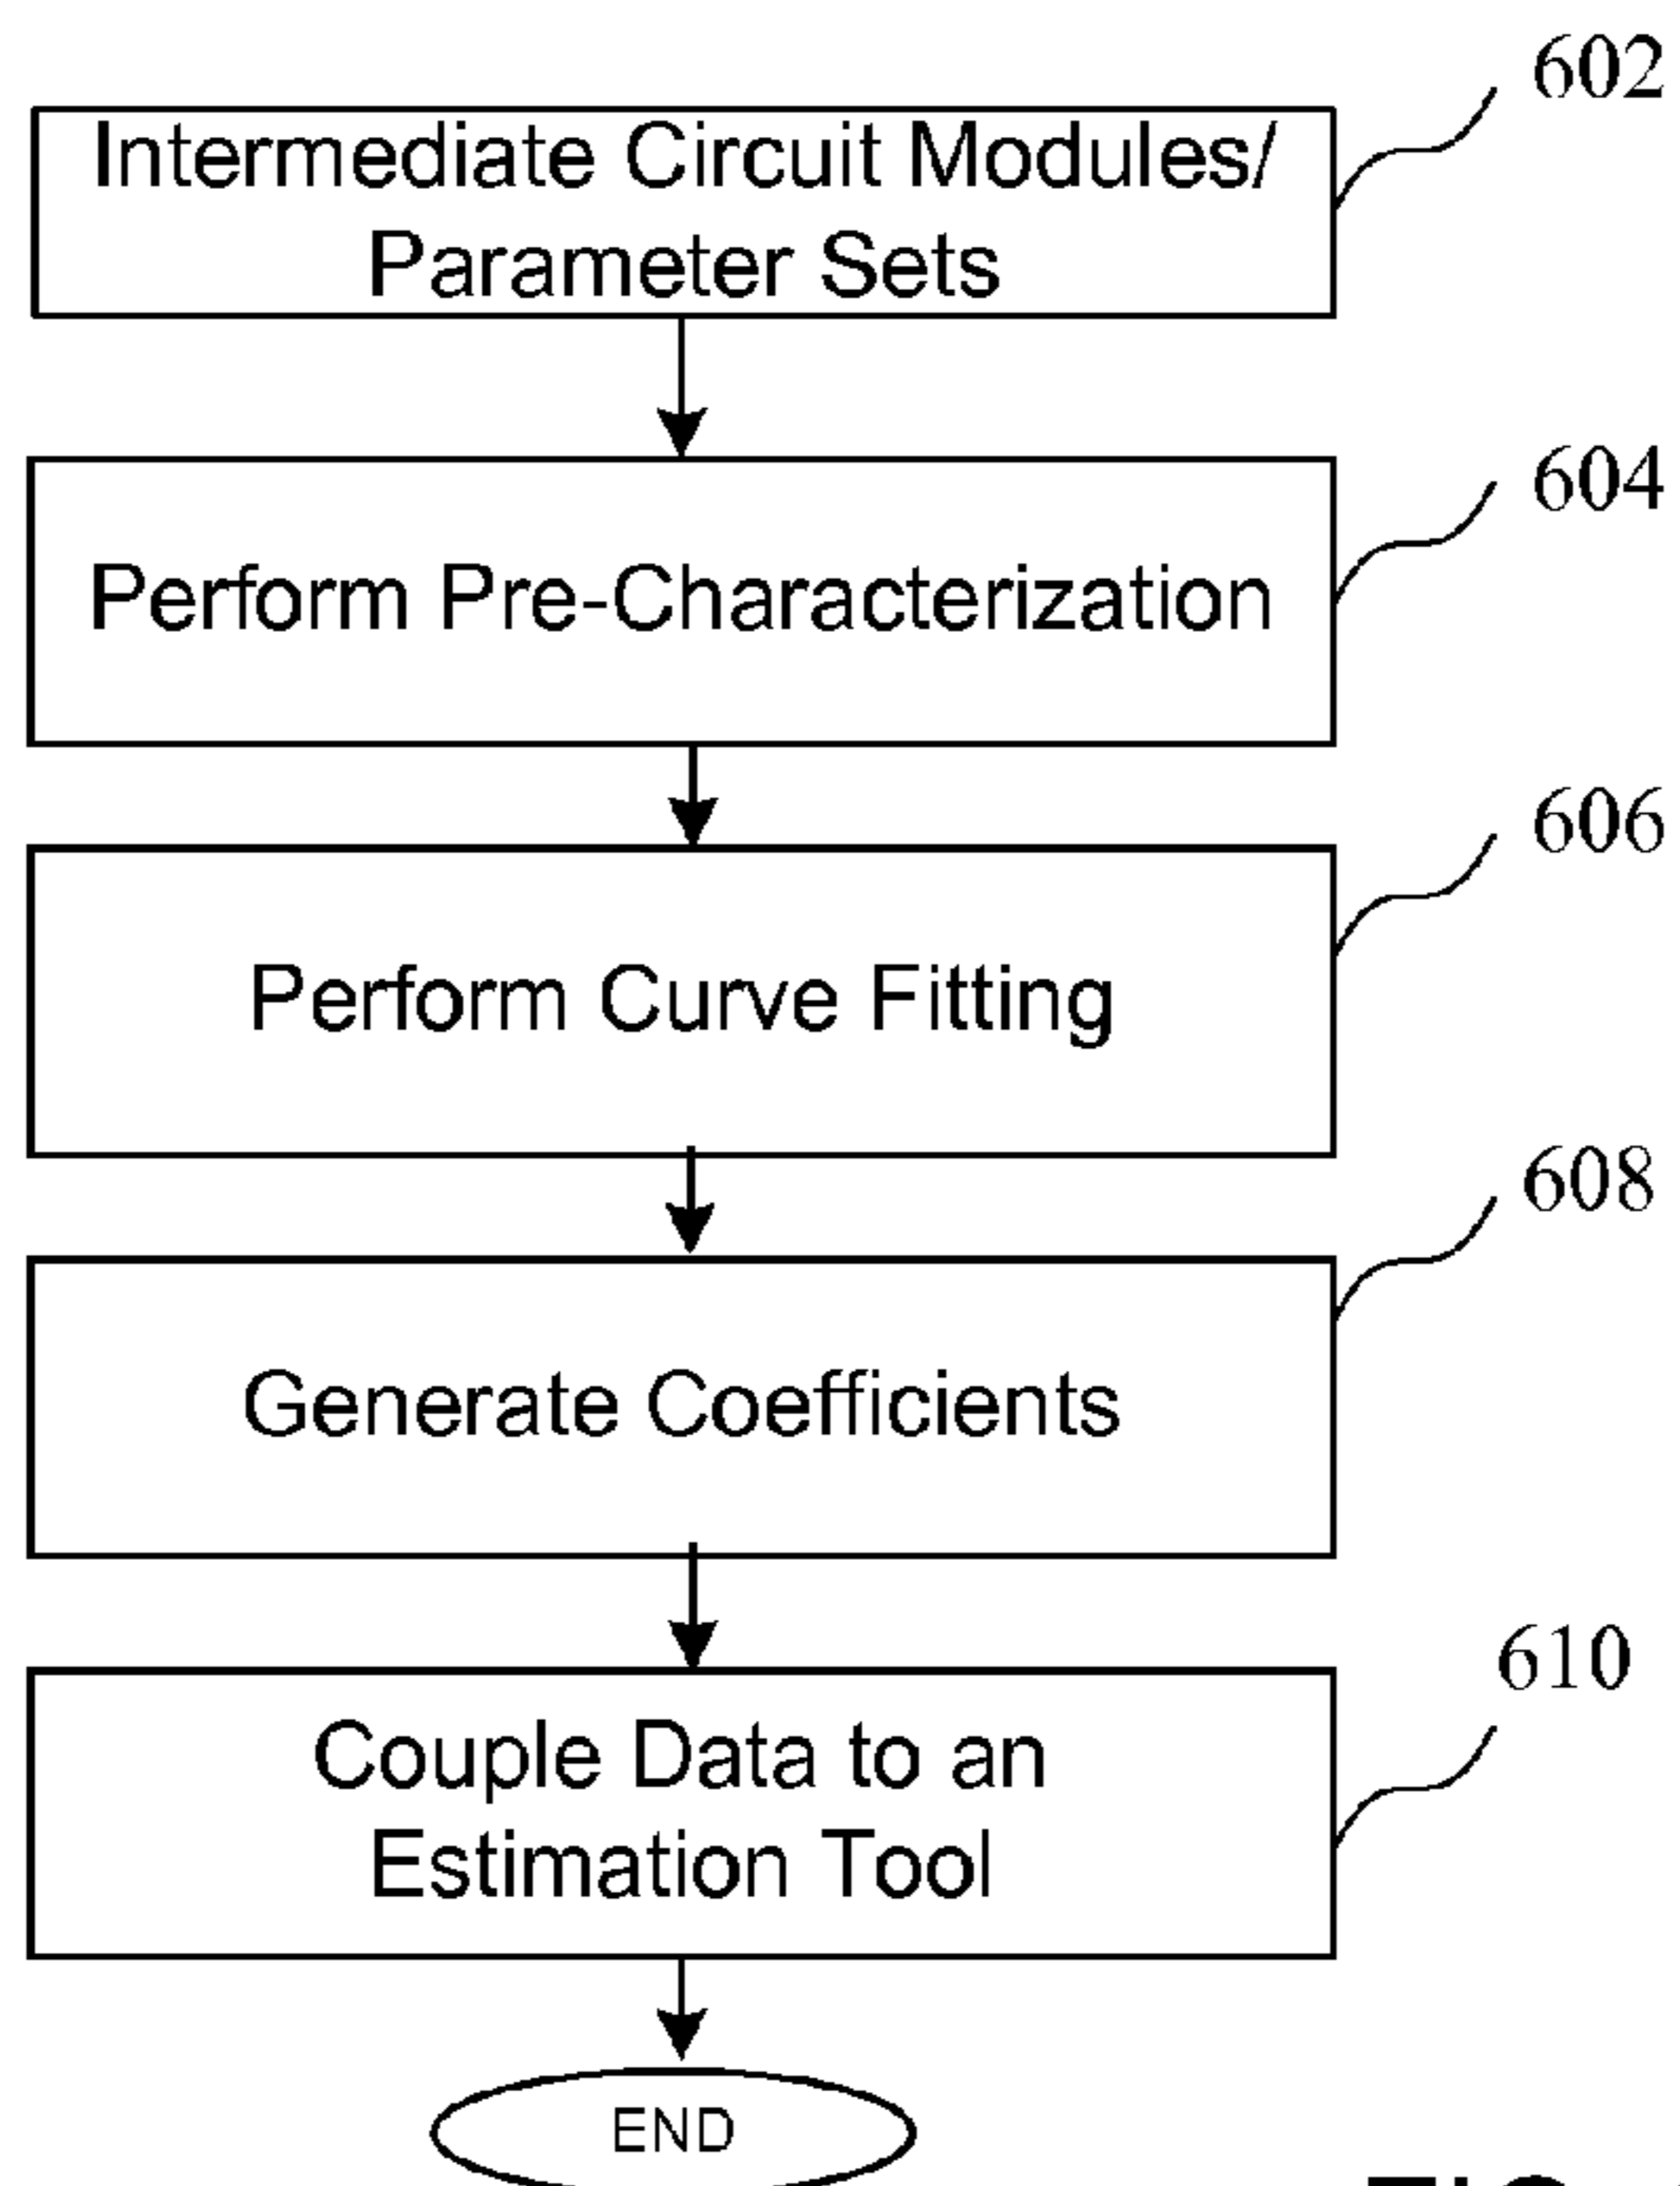 602
Intermediate Circuit Modules/
Parameter Sets
604
Perform Pre-Characterization
606
Perform Curve Fitting
608
Generate Coefficients
610
Couple Data to an
Estimation Tool
END